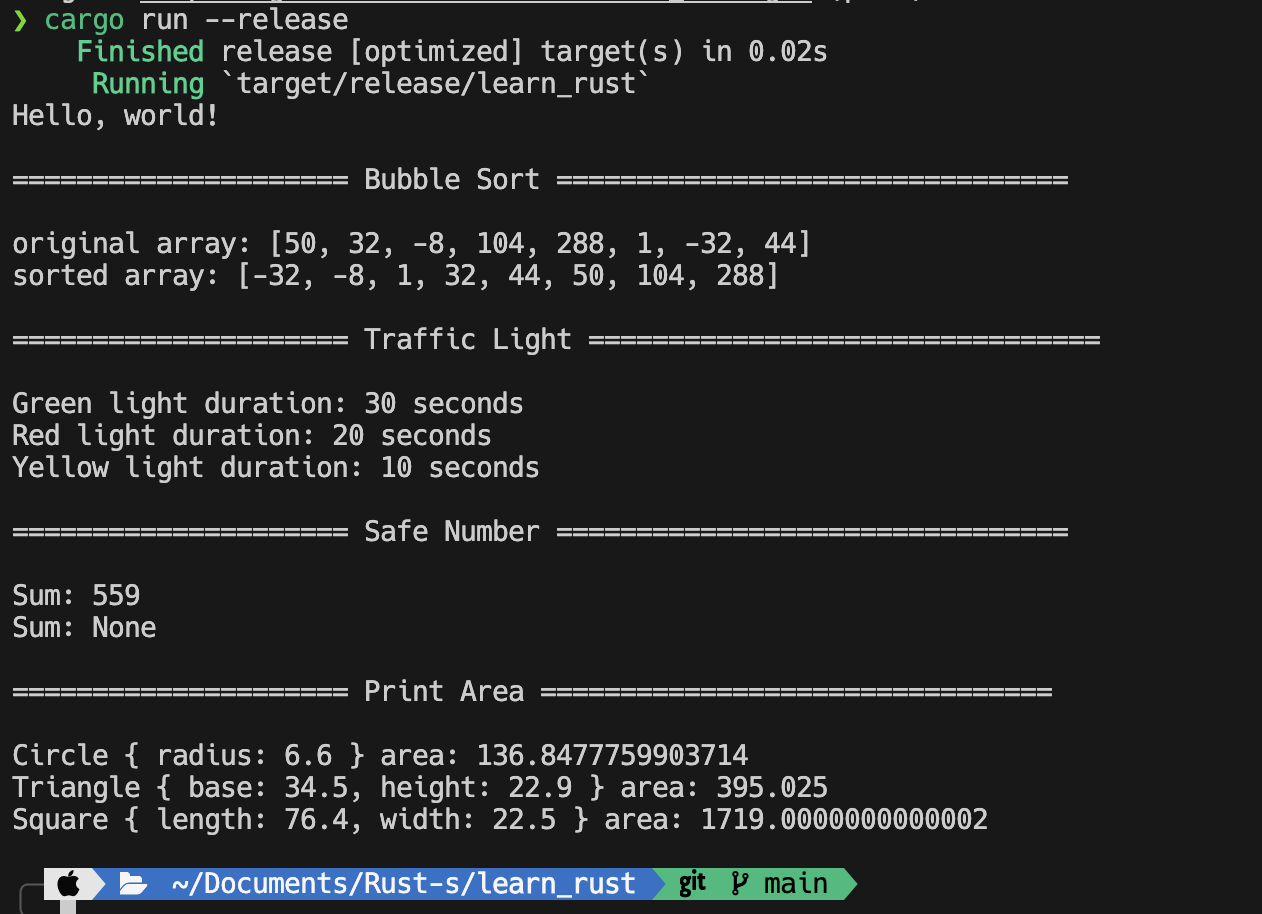 ❯ cargo run --release
    Finished release [optimized] target(s) in 0.02s
     Running `target/release/learn_rust`
Hello, world!
===================== Bubble Sort ================================
original array: [50, 32, -8, 104, 288, 1, -32, 44]
sorted array: [-32, -8, 1, 32, 44, 50, 104, 288]
===================== Traffic Light ================================
Green light duration: 30 seconds
Red light duration: 20 seconds
Yellow light duration: 10 seconds
===================== Safe Number ================================
Sum: 559
Sum: None
===================== Print Area ================================
Circle { radius: 6.6 } area: 136.8477759903714
Triangle { base: 34.5, height: 22.9 } area: 395.025
Square { length: 76.4, width: 22.5 } area: 1719.0000000000002
~/Documents/Rust-s/learn_rust git main